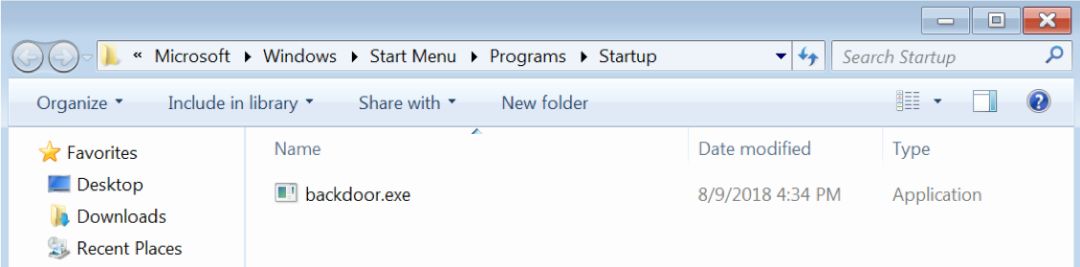 « Microsoft Windows Start Menu Programs Startup Search Startup
Organize Include in library Share with New folder
Favorites Name Date modified Type
Desktop
backdoor.exe 8/9/2018 4:34 PM Application
Downloads
Recent Places